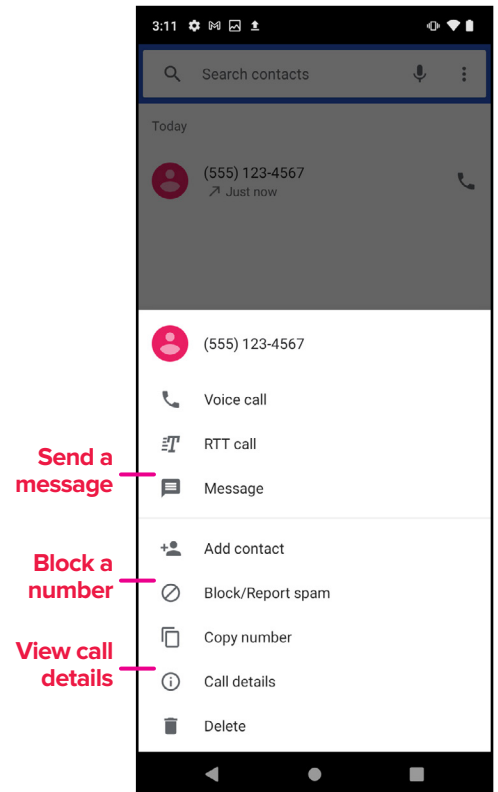 3:11
Search contacts
Today
(555) 123-4567
Just now
(555) 123-4567
Voice call
RTT call
Send a
message
Message
Add contact
Block a
number
Block/Report spam
Copy number
View call
details
Call details
Delete